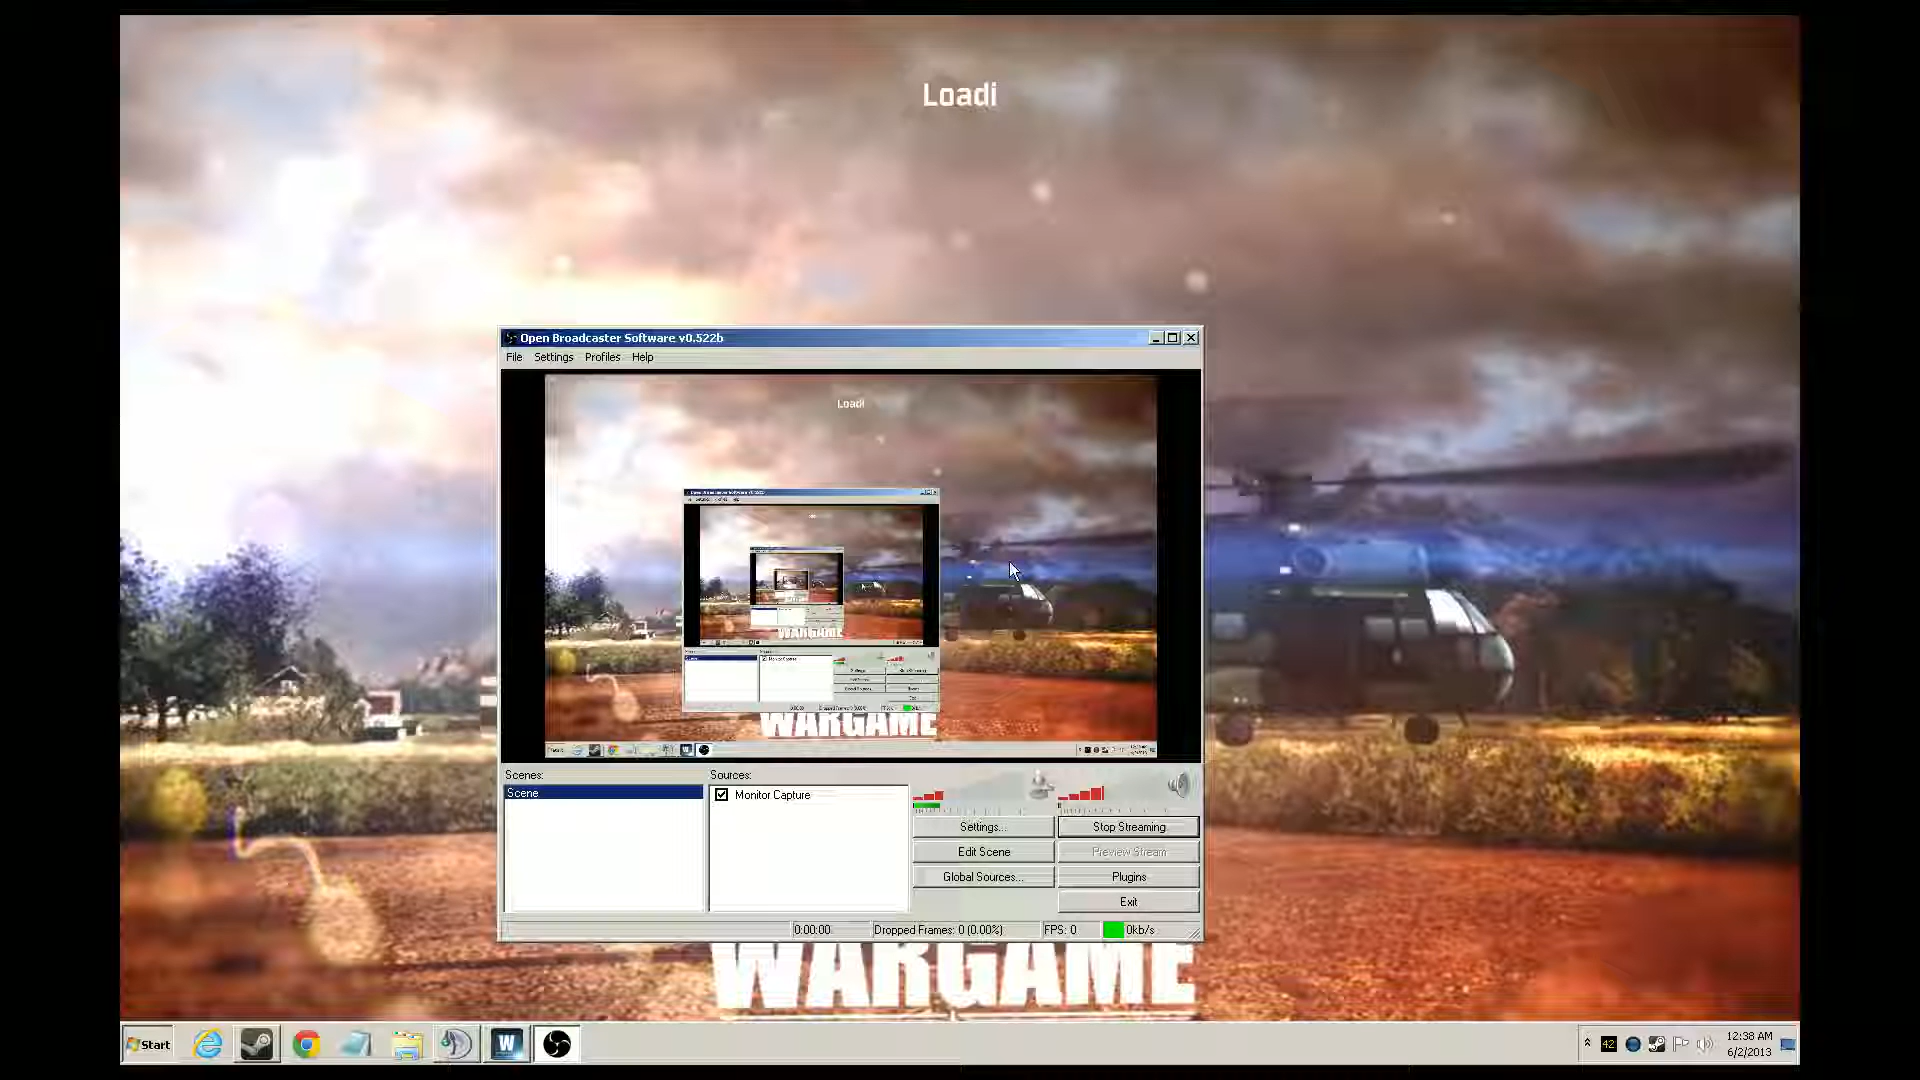 Loadi
Open Broadcaster Software v0.522b
File Settings Profiles Help
Loadi
WARGAME
WARGAME
Scenes:
Sources:
Scene
Monitor Capture
Settings...
Stop Streaming
Edit Scene
Preview Stream
Global Sources...
Plugins
Exit
0:00:00
Dropped Frames: 0 (0.00%)
FPS: 0
0kb/s
WARGAME
Start
W
42
12:38 AM
6/2/2013